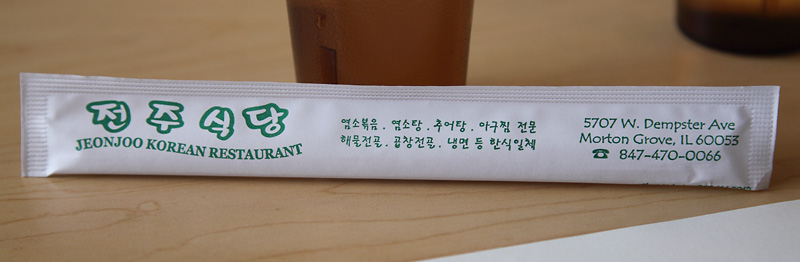 전주식당
JEONJOO KOREAN RESTAURANT
염소볶음 . 염소탕 . 추어탕 . 아구찜 전문
해물전골 . 곱창전골 . 냉면 등 한식일첵
5707 W. Dempster Ave
Morton Grove, IL 60053
☎ 847-470-0066